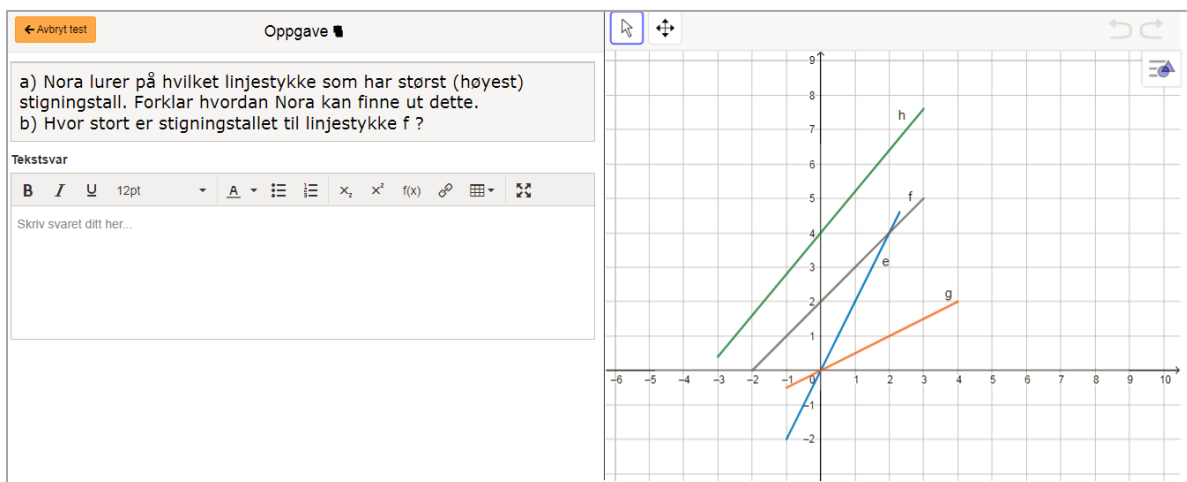 ← Avbryt test
Oppgave
a) Nora lurer på hvilket linjestykke som har størst (høyest)
stigningstall. Forklar hvordan Nora kan finne ut dette.
b) Hvor stort er stigningstallet til linjestykke f ?
Tekstsvar
B I U 12pt A x₂ x² f(x)
Skriv svaret ditt her...
9
8
h
7
6
5
f
4
3
e
2
g
1
–6 –5 –4 –3 –2 –1 0 1 2 3 4 5 6 7 8 9 10
–1
–2